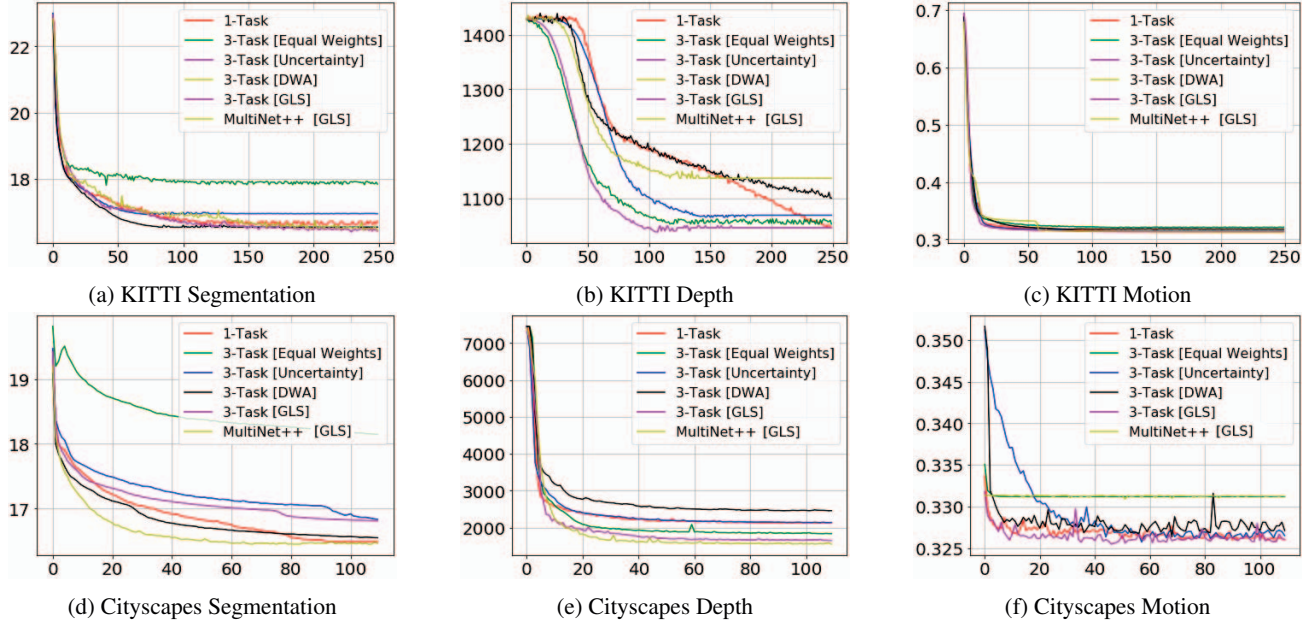 22
20
18
0 50 100 150 200 250
1-Task
3-Task [Equal Weights]
3-Task [Uncertainty]
3-Task [DWA]
3-Task [GLS]
MultiNet++ [GLS]
(a) KITTI Segmentation
1400
1300
1200
1100
0 50 100 150 200 250
1-Task
3-Task [Equal Weights]
3-Task [Uncertainty]
3-Task [DWA]
3-Task [GLS]
MultiNet++ [GLS]
(b) KITTI Depth
0.7
0.6
0.5
0.4
0.3
0 50 100 150 200 250
1-Task
3-Task [Equal Weights]
3-Task [Uncertainty]
3-Task [DWA]
3-Task [GLS]
MultiNet++ [GLS]
(c) KITTI Motion
19
18
17
0 20 40 60 80 100
1-Task
3-Task [Equal Weights]
3-Task [Uncertainty]
3-Task [DWA]
3-Task [GLS]
MultiNet++ [GLS]
(d) Cityscapes Segmentation
7000
6000
5000
4000
3000
2000
0 20 40 60 80 100
1-Task
3-Task [Equal Weights]
3-Task [Uncertainty]
3-Task [DWA]
3-Task [GLS]
MultiNet++ [GLS]
(e) Cityscapes Depth
0.350
0.345
0.340
0.335
0.330
0.325
0 20 40 60 80 100
1-Task
3-Task [Equal Weights]
3-Task [Uncertainty]
3-Task [DWA]
3-Task [GLS]
MultiNet++ [GLS]
(f) Cityscapes Motion